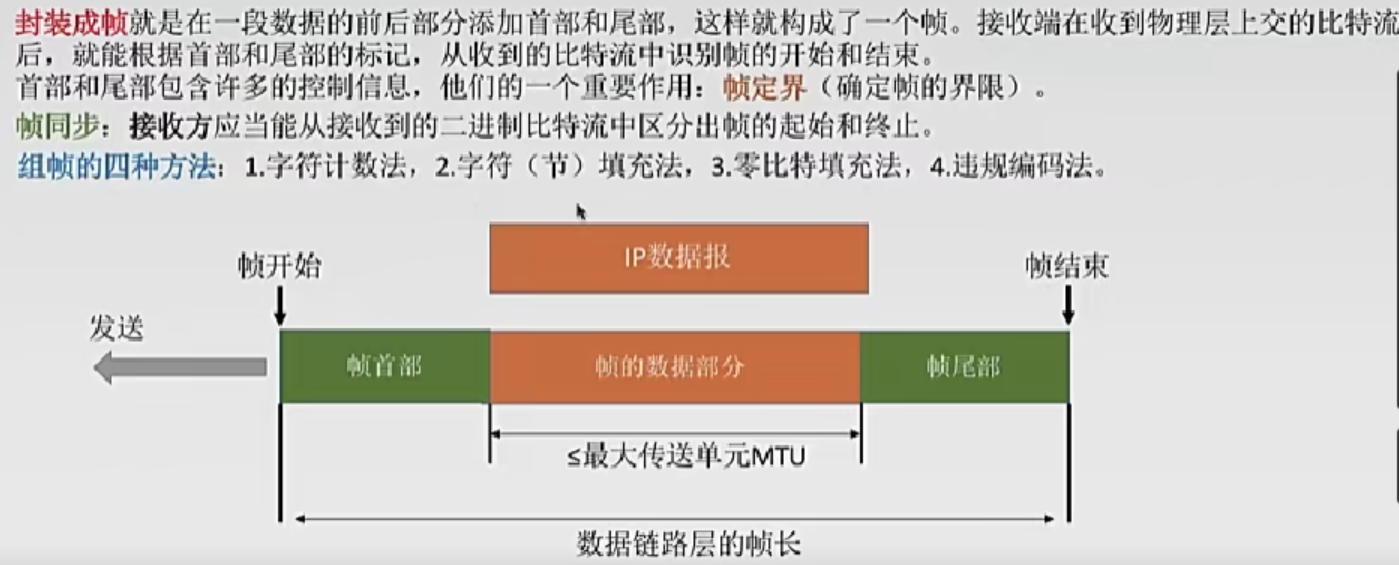 封装成帧就是在一段数据的前后部分添加首部和尾部，这样就构成了一个帧。接收端在收到物理层上交的比特流
后，就能根据首部和尾部的标记，从收到的比特流中识别帧的开始和结束。
首部和尾部包含许多的控制信息，他们的一个重要作用：帧定界（确定帧的界限）。
帧同步：接收方应当能从接收到的二进制比特流中区分出帧的起始和终止。
组帧的四种方法：1.字符计数法，2.字符（节）填充法，3.零比特填充法，4.违规编码法。
IP数据报
帧开始
帧结束
发送
帧首部
帧的数据部分
帧尾部
≤最大传送单元MTU
数据链路层的帧长